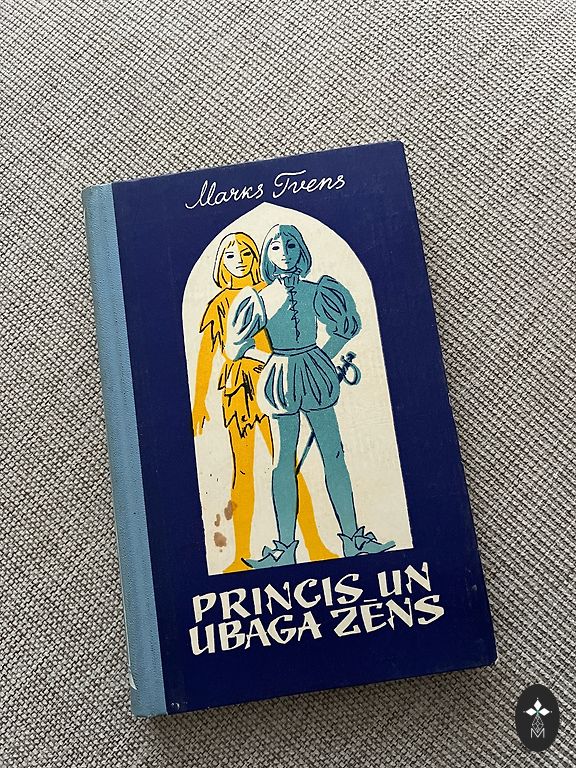 Marks Tvens
PRINCIS UN
UBAGA ZĒNS
M